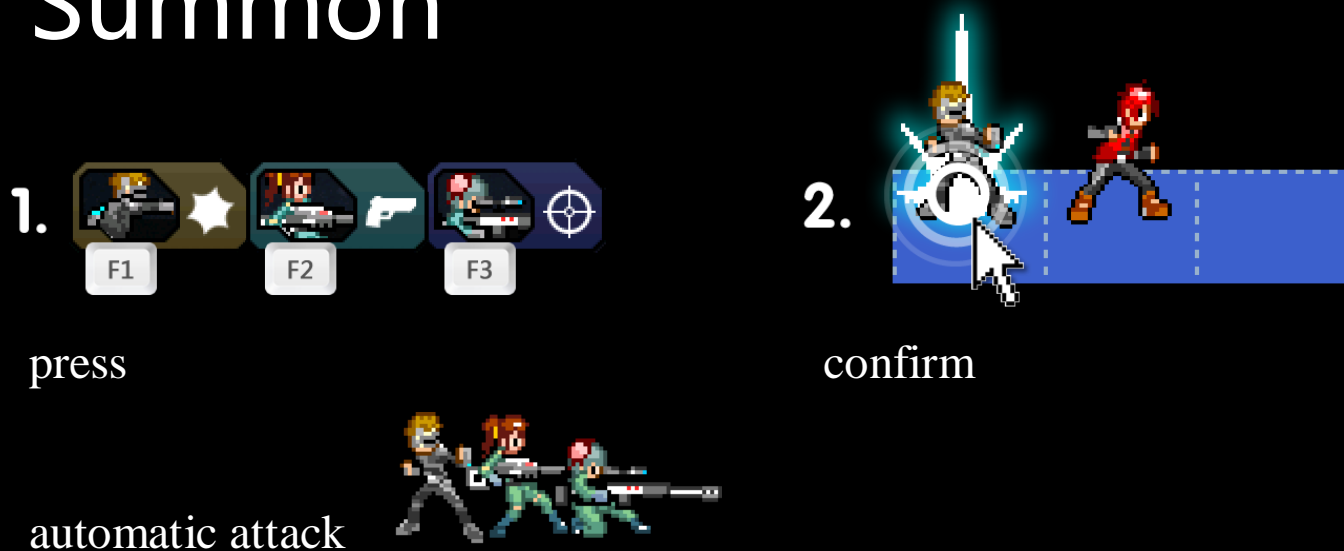 Summon
1.
F1 F2 F3
2.
press
confirm
automatic attack